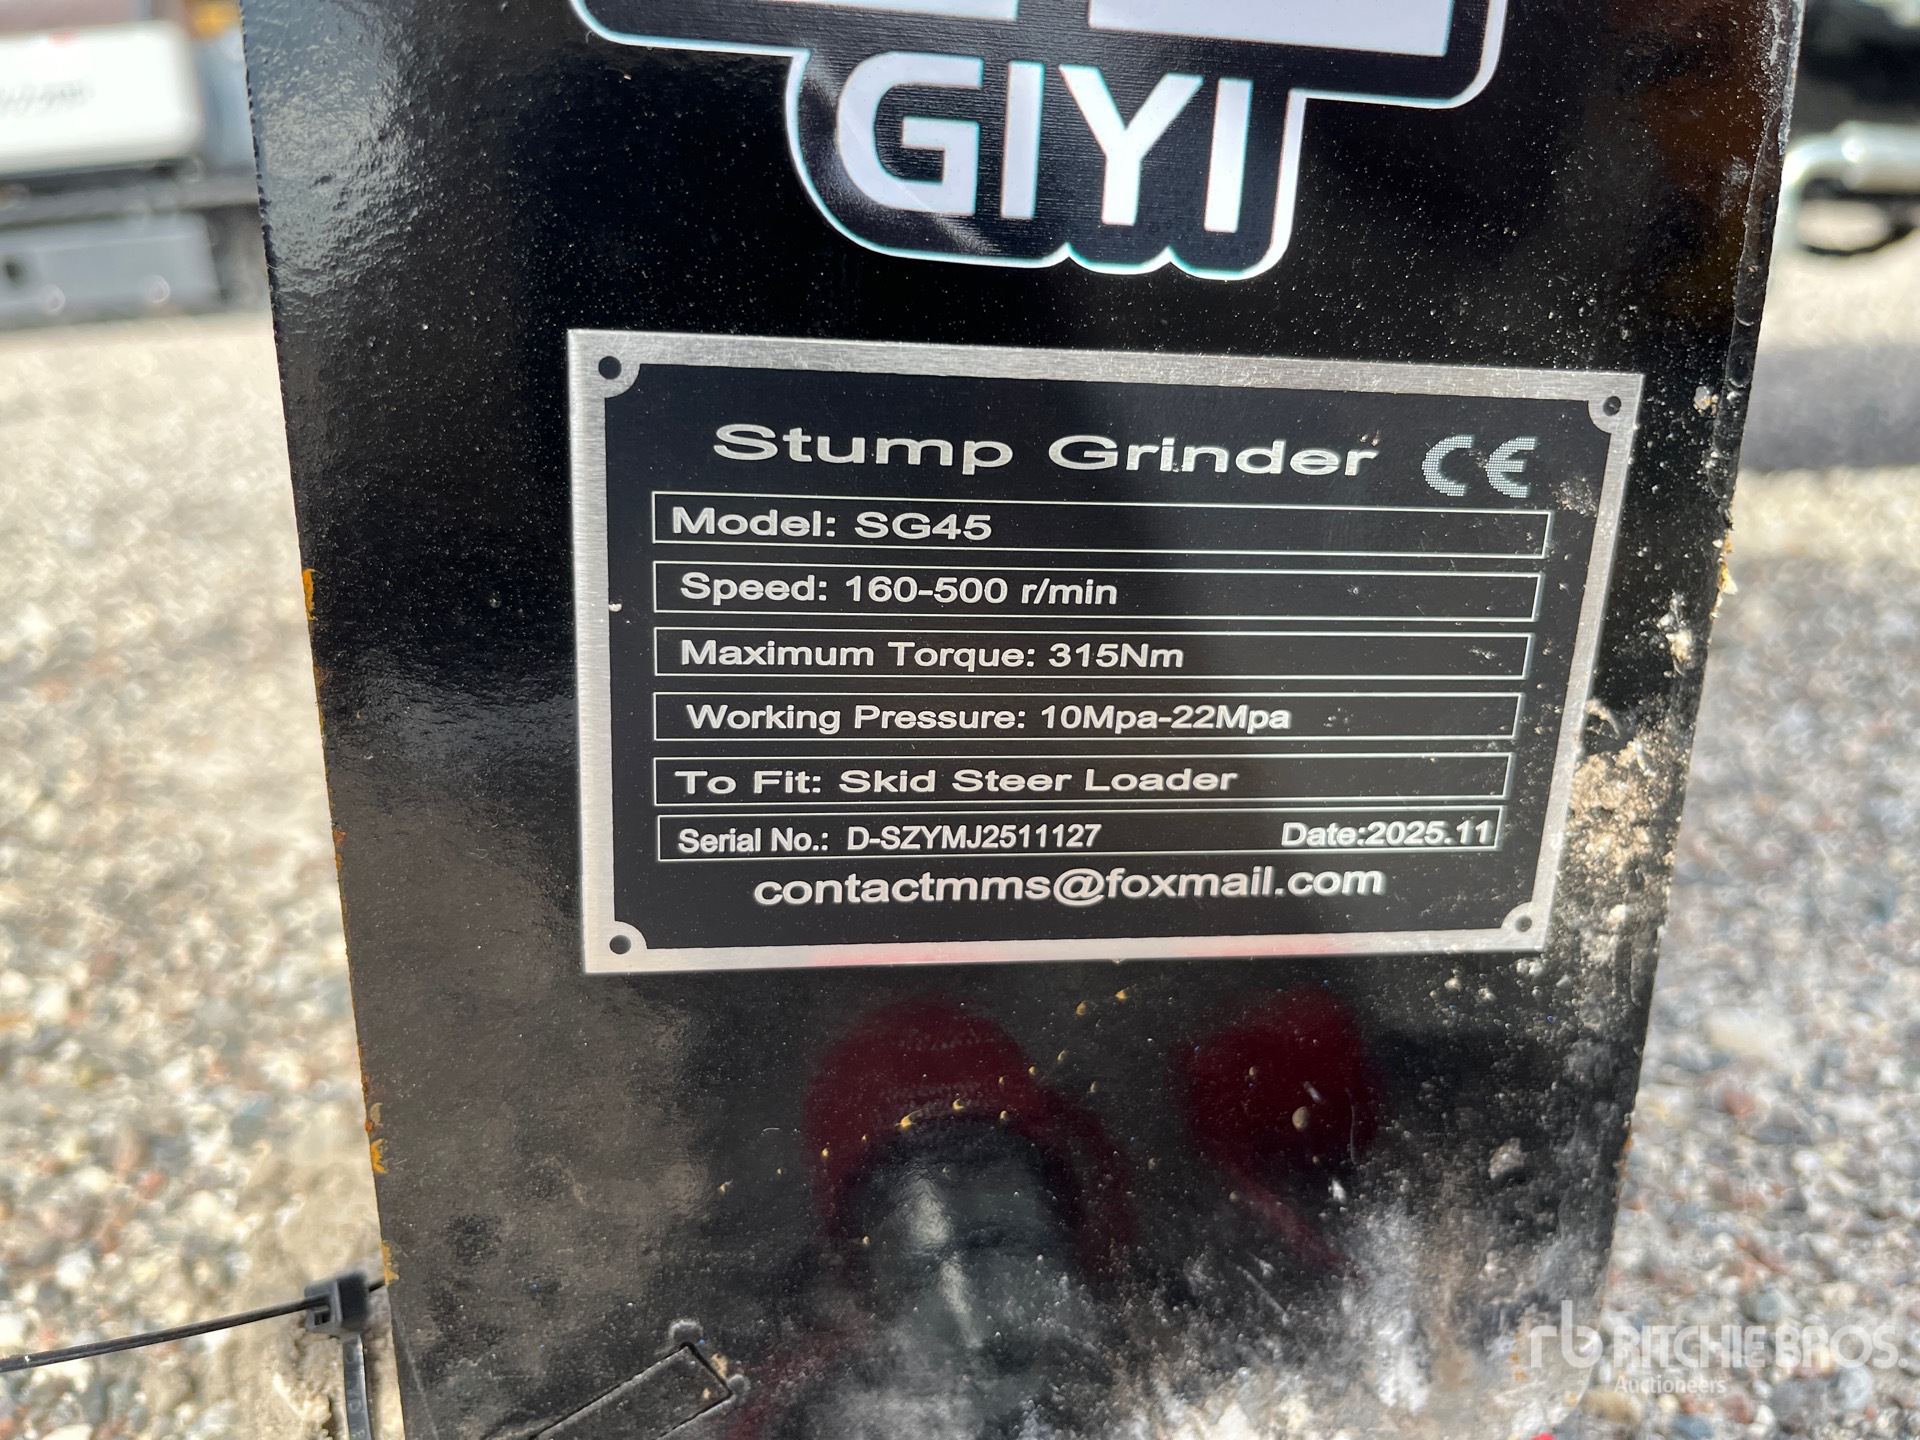 GIYI
Stump Grinder CE
Model: SG45
Speed: 160-500 r/min
Maximum Torque: 315Nm
Working Pressure: 10Mpa-22Mpa
To Fit: Skid Steer Loader
Serial No.: D-SZYMJ2511127 Date:2025.11
contactmms@foxmail.com
rb RITCHIE BROS.
Auctioneers